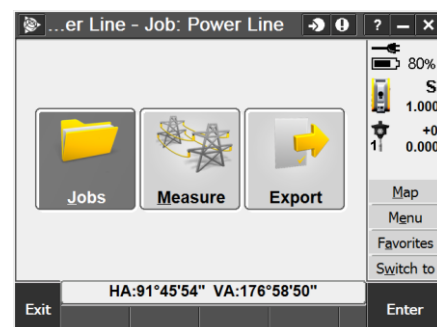 ...er Line - Job: Power Line
? – X
80%
S
1.000
+0
1 0.000
Jobs
Measure
Export
Map
Menu
Favorites
Switch to
HA:91°45'54" VA:176°58'50"
Exit
Enter